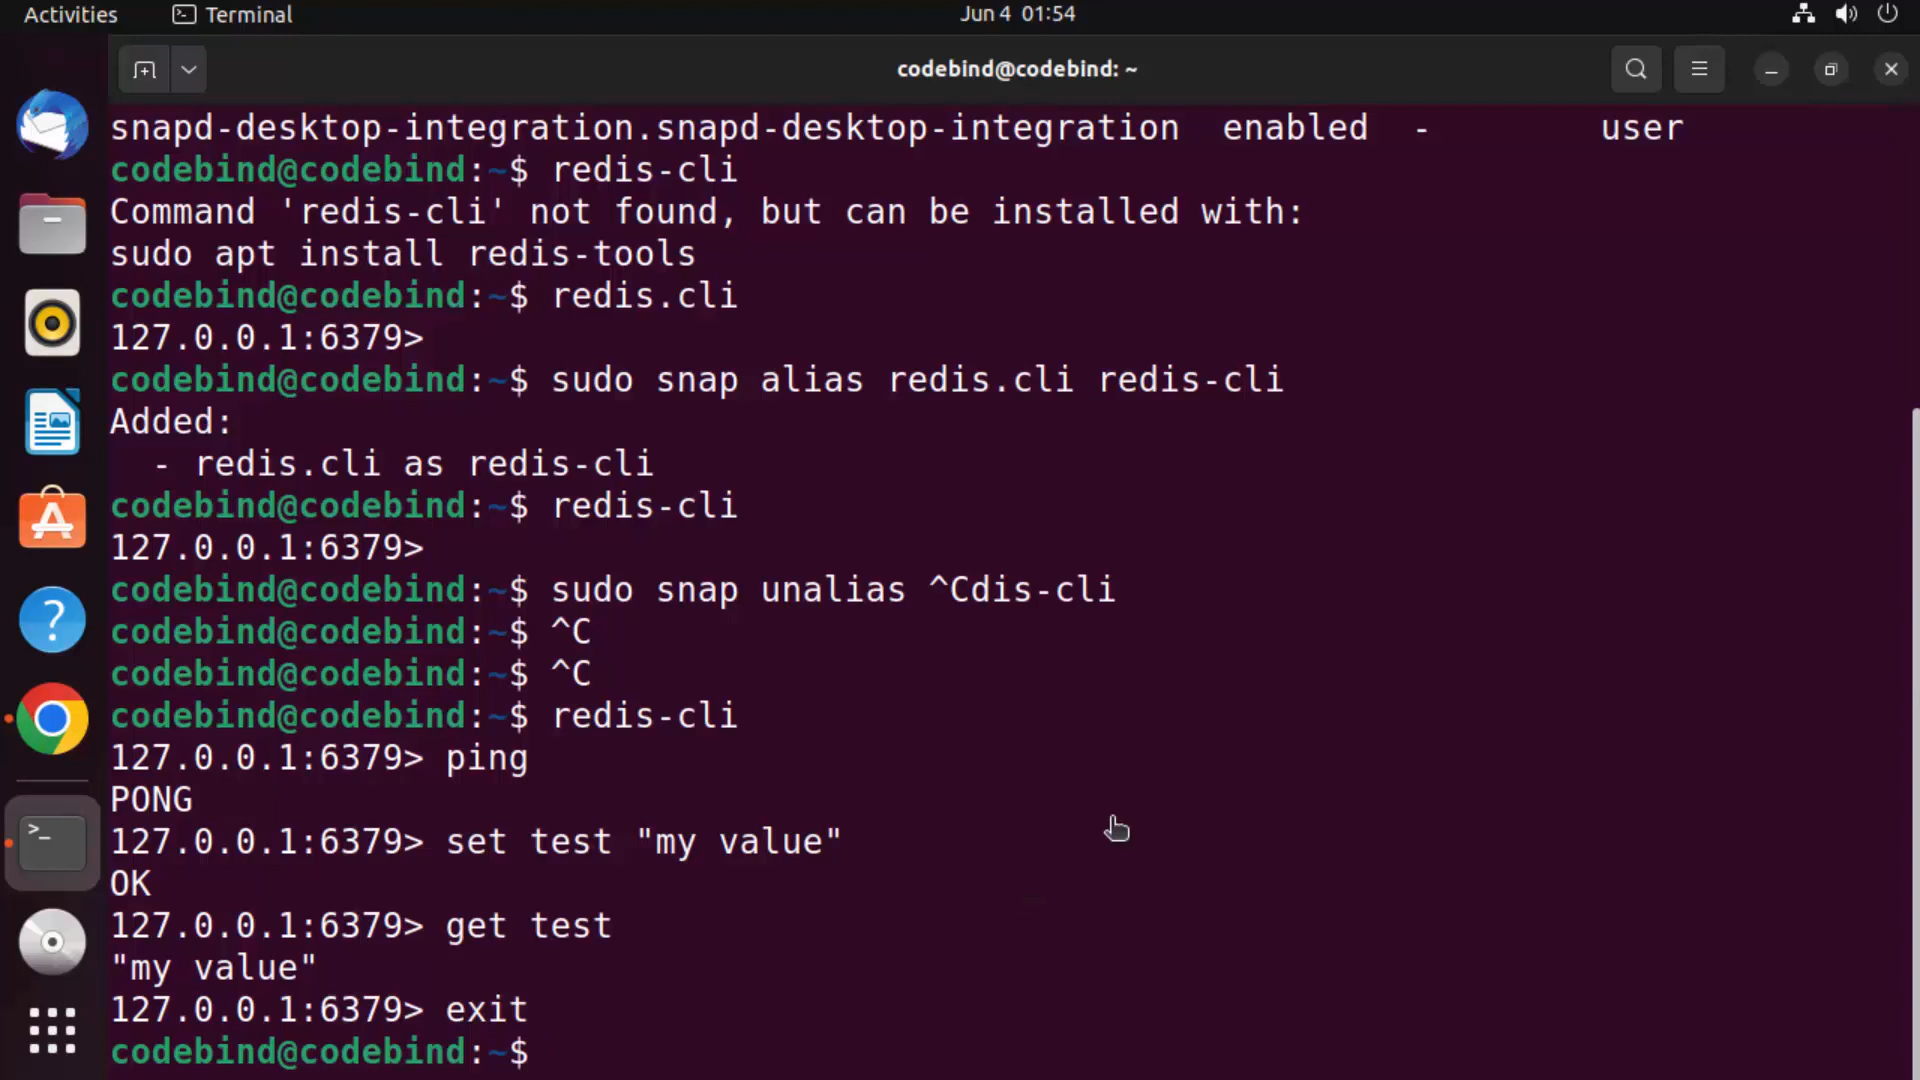 Activities Terminal Jun 4 01:54
codebind@codebind: ~
snapd-desktop-integration.snapd-desktop-integration enabled - user
codebind@codebind:~$ redis-cli
Command 'redis-cli' not found, but can be installed with:
sudo apt install redis-tools
codebind@codebind:~$ redis.cli
127.0.0.1:6379>
codebind@codebind:~$ sudo snap alias redis.cli redis-cli
Added:
  - redis.cli as redis-cli
codebind@codebind:~$ redis-cli
127.0.0.1:6379>
codebind@codebind:~$ sudo snap unalias ^Cdis-cli
codebind@codebind:~$ ^C
codebind@codebind:~$ ^C
codebind@codebind:~$ redis-cli
127.0.0.1:6379> ping
PONG
127.0.0.1:6379> set test "my value"
OK
127.0.0.1:6379> get test
"my value"
127.0.0.1:6379> exit
codebind@codebind:~$